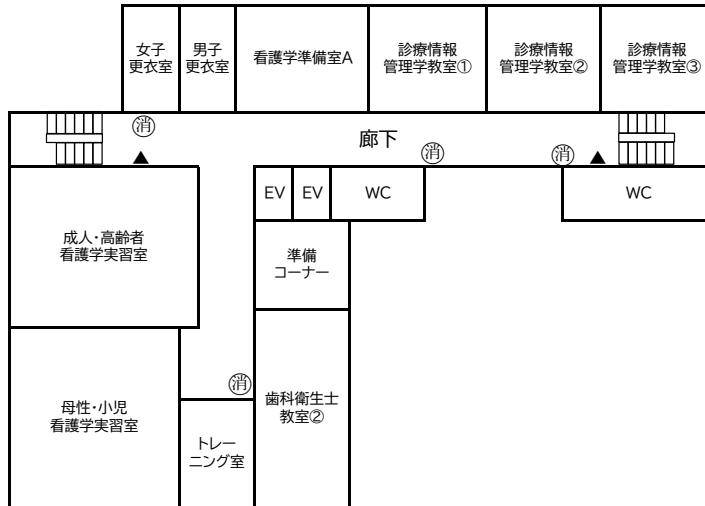 女子
更衣室
男子
更衣室
看護学準備室A
診療情報
管理学教室①
診療情報
管理学教室②
診療情報
管理学教室③
消
廊下
消
消
EV
EV
WC
WC
成人・高齢者
看護学実習室
準備
コーナー
消
母性・小児
看護学実習室
歯科衛生士
教室②
トレー
ニング室